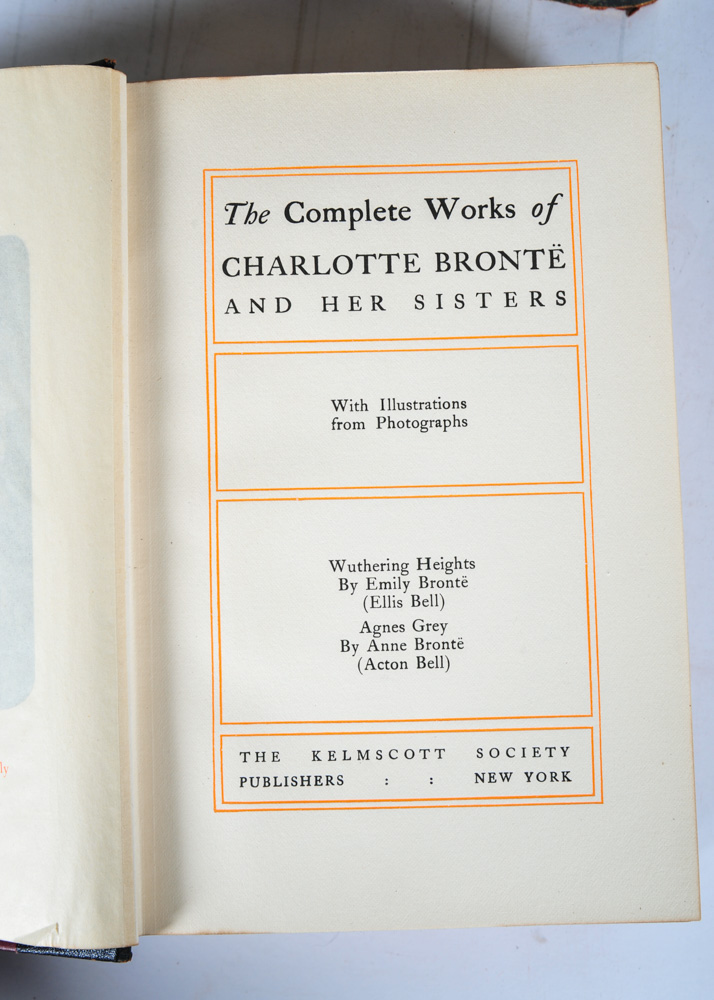 The Complete Works of
CHARLOTTE BRONTË
AND HER SISTERS
With Illustrations
from Photographs
Wuthering Heights
By Emily Brontë
(Ellis Bell)
Agnes Grey
By Anne Brontë
(Acton Bell)
THE KELMSCOTT SOCIETY
PUBLISHERS : : NEW YORK